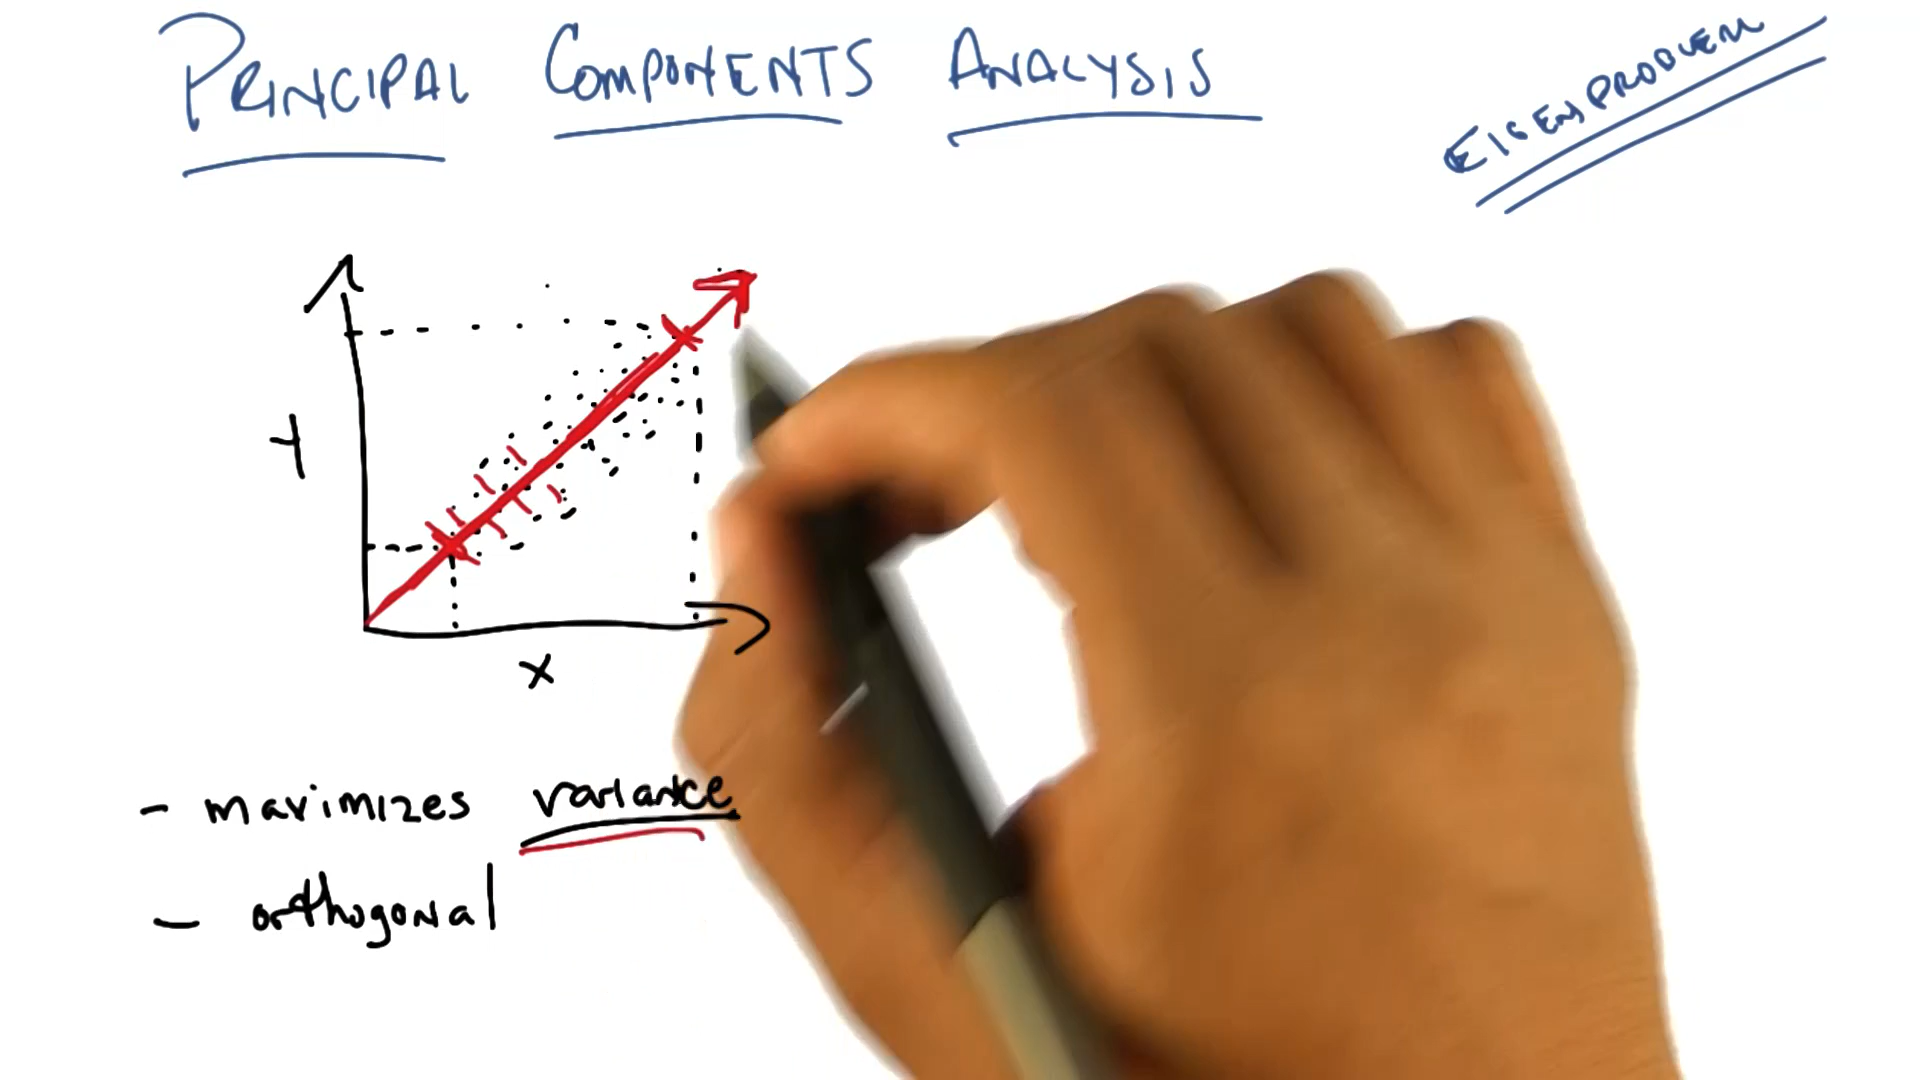 PRINCIPAL COMPONENTS ANALYSIS
EIGENPROBLEM
Y
X
- maximizes variance
- orthogonal